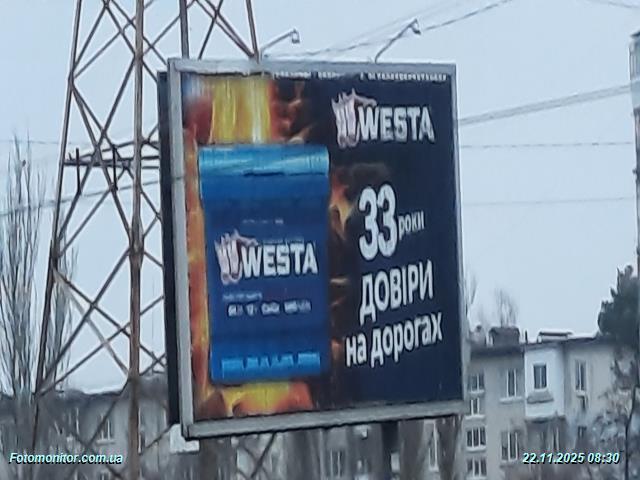 WESTA
WESTA
33 роки
ДОВІРИ
на дорогах
Fotomonitor.com.ua
22.11.2025 08:30